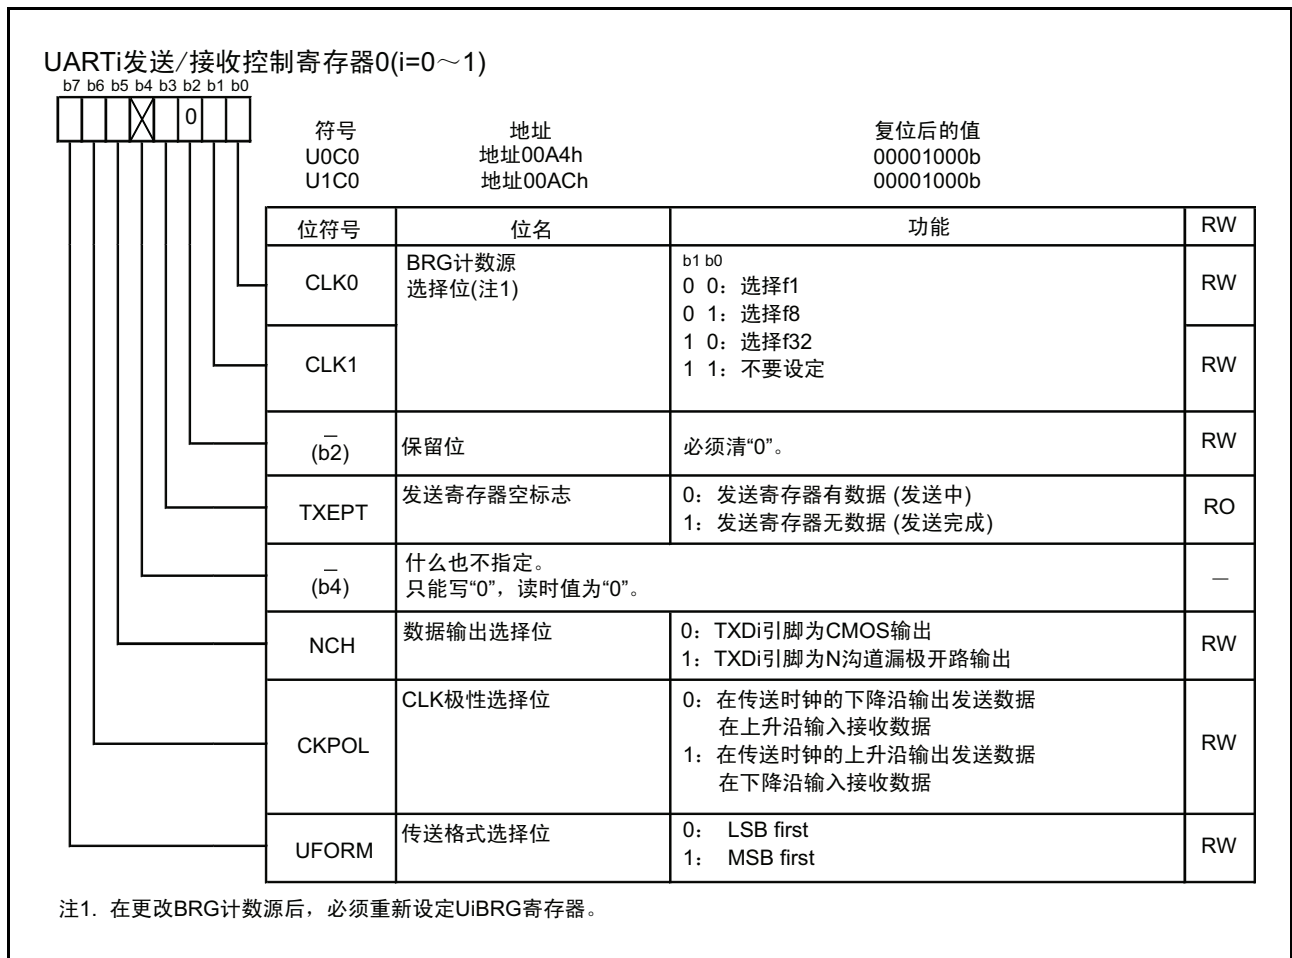 UARTi发送/接收控制寄存器0(i=0～1)
b7 b6 b5 b4 b3 b2 b1 b0
0
符号 地址 复位后的值
U0C0 地址00A4h 00001000b
U1C0 地址00ACh 00001000b
位符号 位名 功能 RW
CLK0 BRG计数源 b1 b0 RW
选择位(注1) 0 0：选择f1
0 1：选择f8
CLK1 1 0：选择f32 RW
1 1：不要设定
—
(b2) 保留位 必须清“0”。 RW
TXEPT 发送寄存器空标志 0：发送寄存器有数据 (发送中) RO
1：发送寄存器无数据 (发送完成)
— 什么也不指定。 —
(b4) 只能写“0”，读时值为“0”。
NCH 数据输出选择位 0：TXDi引脚为CMOS输出 RW
1：TXDi引脚为N沟道漏极开路输出
CKPOL CLK极性选择位 0：在传送时钟的下降沿输出发送数据 RW
在上升沿输入接收数据
1：在传送时钟的上升沿输出发送数据
在下降沿输入接收数据
UFORM 传送格式选择位 0： LSB first RW
1： MSB first
注1. 在更改BRG计数源后，必须重新设定UiBRG寄存器。